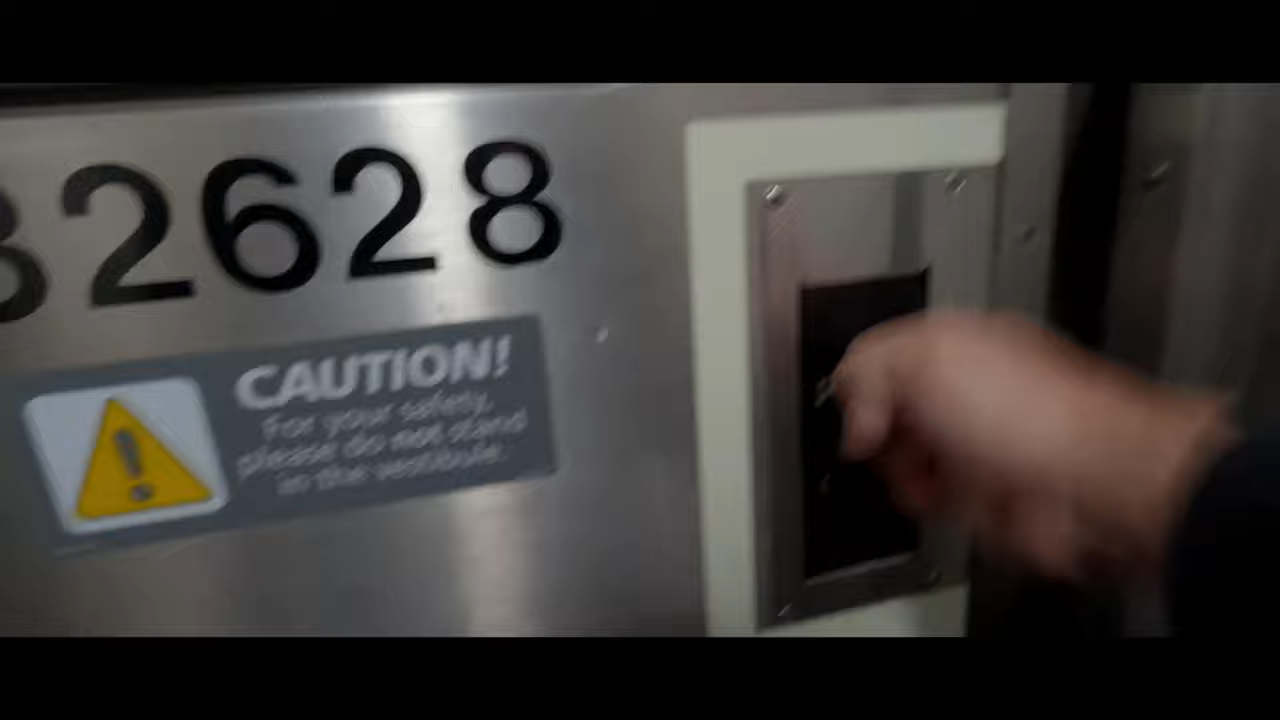 2628
CAUTION!
For your safety,
please do not stand
in the vestibule.